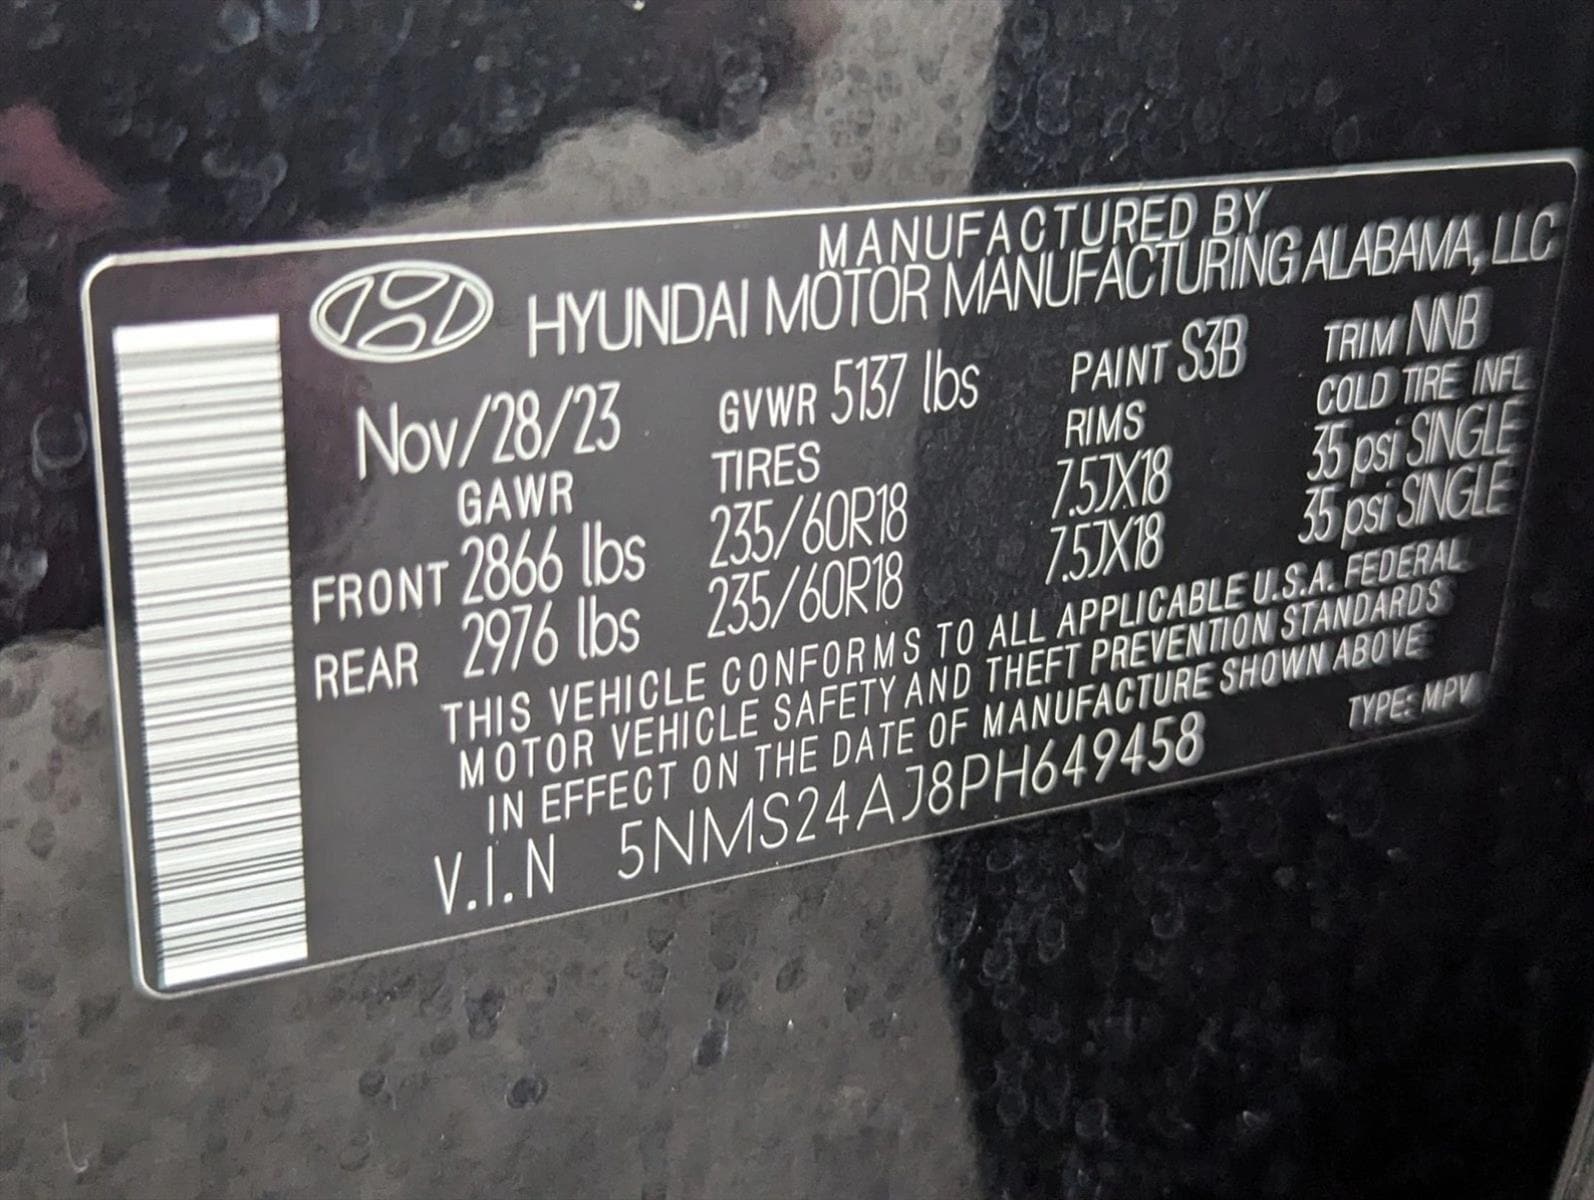 MANUFACTURED BY
HYUNDAI MOTOR MANUFACTURING ALABAMA, LLC
Nov/28/23 GVWR 5137 lbs PAINT S3B TRIM NNB
GAWR TIRES RIMS COLD TIRE INFL
FRONT 2866 lbs 235/60R18 7.5JX18 35 psi SINGLE
REAR 2976 lbs 235/60R18 7.5JX18 35 psi SINGLE
THIS VEHICLE CONFORMS TO ALL APPLICABLE U.S.A. FEDERAL
MOTOR VEHICLE SAFETY AND THEFT PREVENTION STANDARDS
IN EFFECT ON THE DATE OF MANUFACTURE SHOWN ABOVE
V.I.N 5NMS24AJ8PH649458 TYPE: MPV